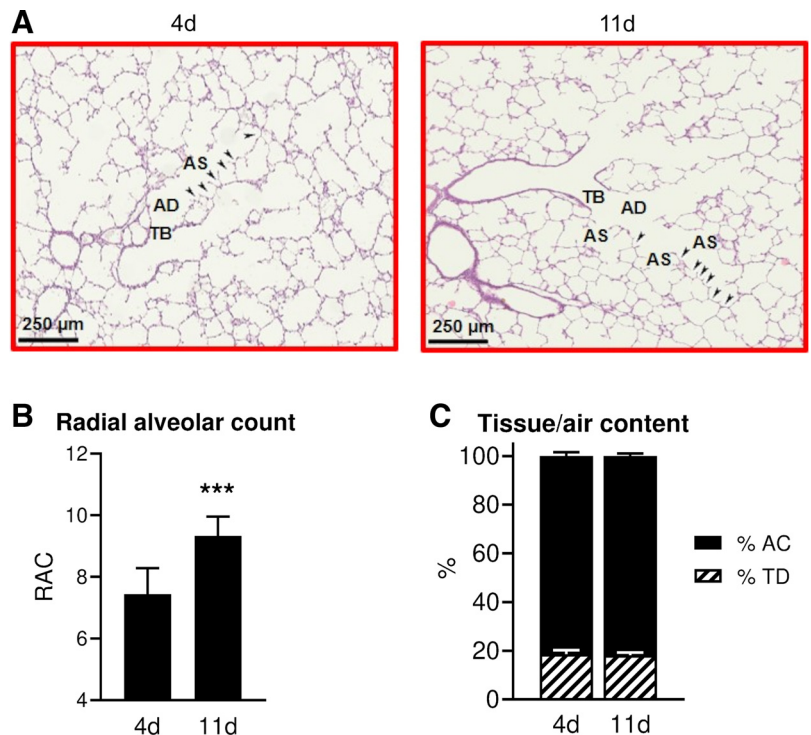 A
4d
11d
AS
AD
TB
250 µm
TB
AD
AS
AS
AS
250 µm
B Radial alveolar count
12
10
8
6
4
RAC
***
4d 11d
C Tissue/air content
100
80
60
40
20
0
%
4d 11d
% AC
% TD